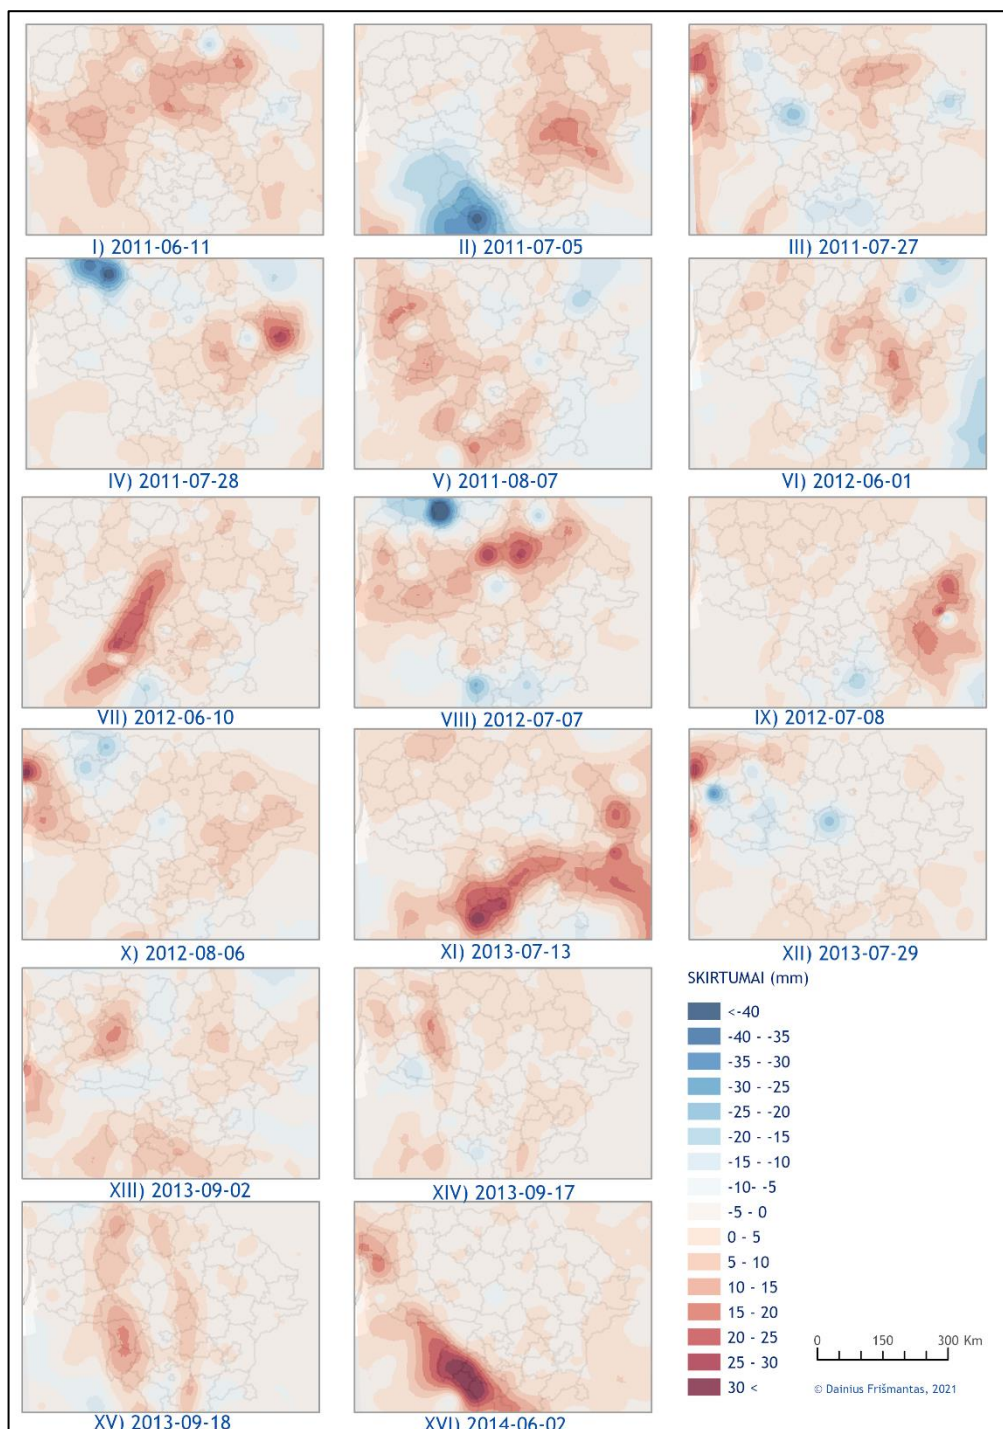 I) 2011-06-11
II) 2011-07-05
III) 2011-07-27
IV) 2011-07-28
V) 2011-08-07
VI) 2012-06-01
VII) 2012-06-10
VIII) 2012-07-07
IX) 2012-07-08
X) 2012-08-06
XI) 2013-07-13
XII) 2013-07-29
XIII) 2013-09-02
XIV) 2013-09-17
XV) 2013-09-18
XVI) 2014-06-02
SKIRTUMAI (mm)
<-40
-40 - -35
-35 - -30
-30 - -25
-25 - -20
-20 - -15
-15 - -10
-10- -5
-5 - 0
0 - 5
5 - 10
10 - 15
15 - 20
20 - 25
25 - 30
30 <
0 150 300 Km
© Dainius Frišmantas, 2021